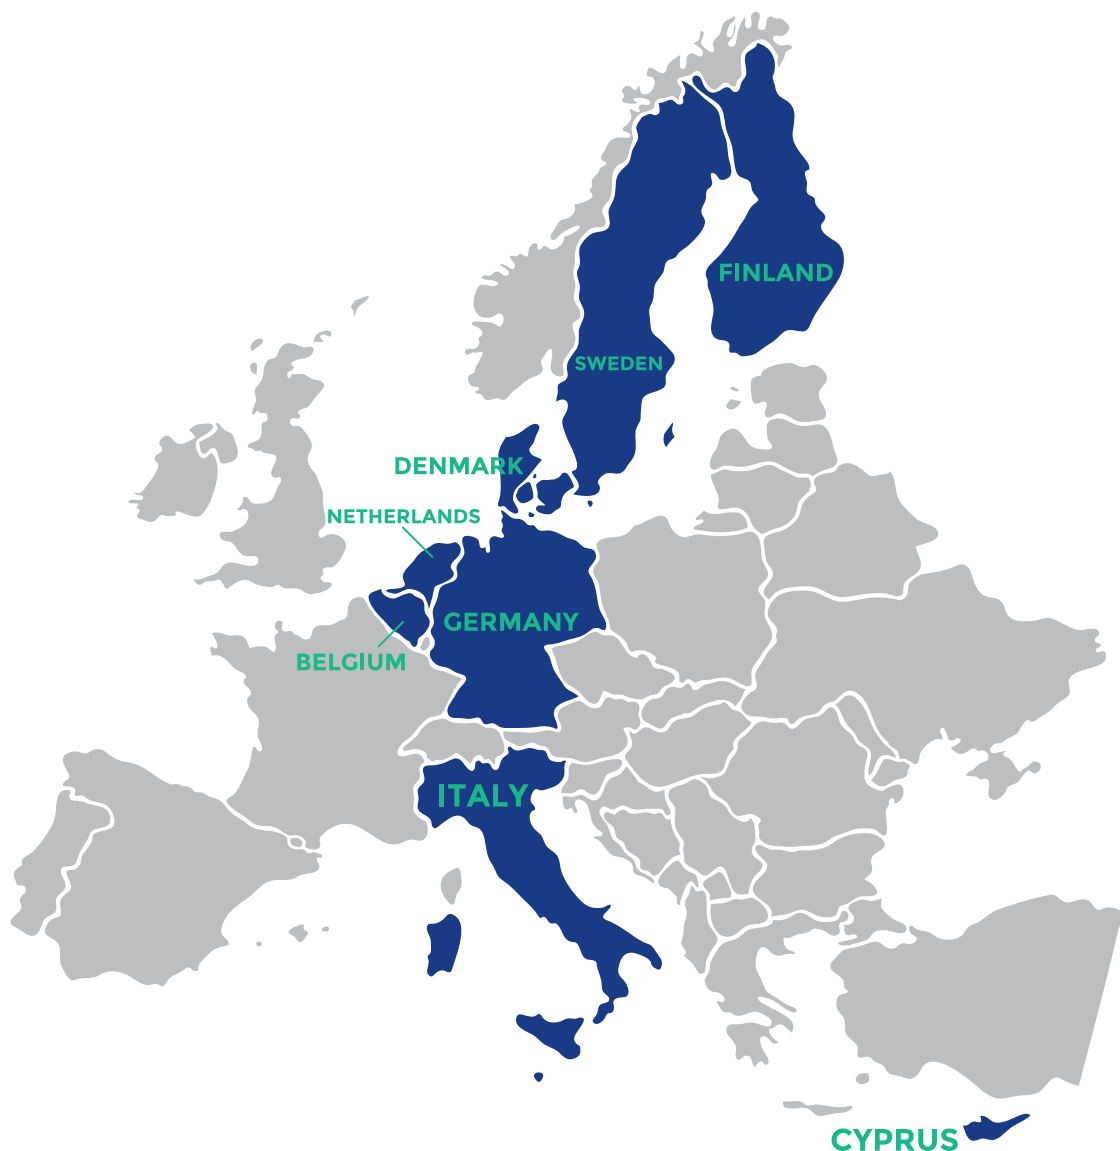 FINLAND
SWEDEN
DENMARK
NETHERLANDS
GERMANY
BELGIUM
ITALY
CYPRUS